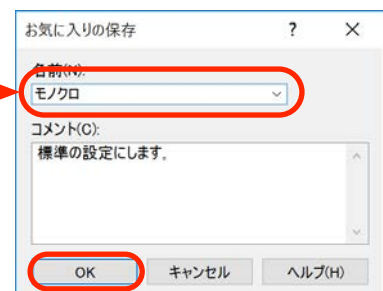 お気に入りの保存 ? ×
名前(N):
モノクロ
コメント(C):
標準の設定にします。
OK キャンセル ヘルプ(H)